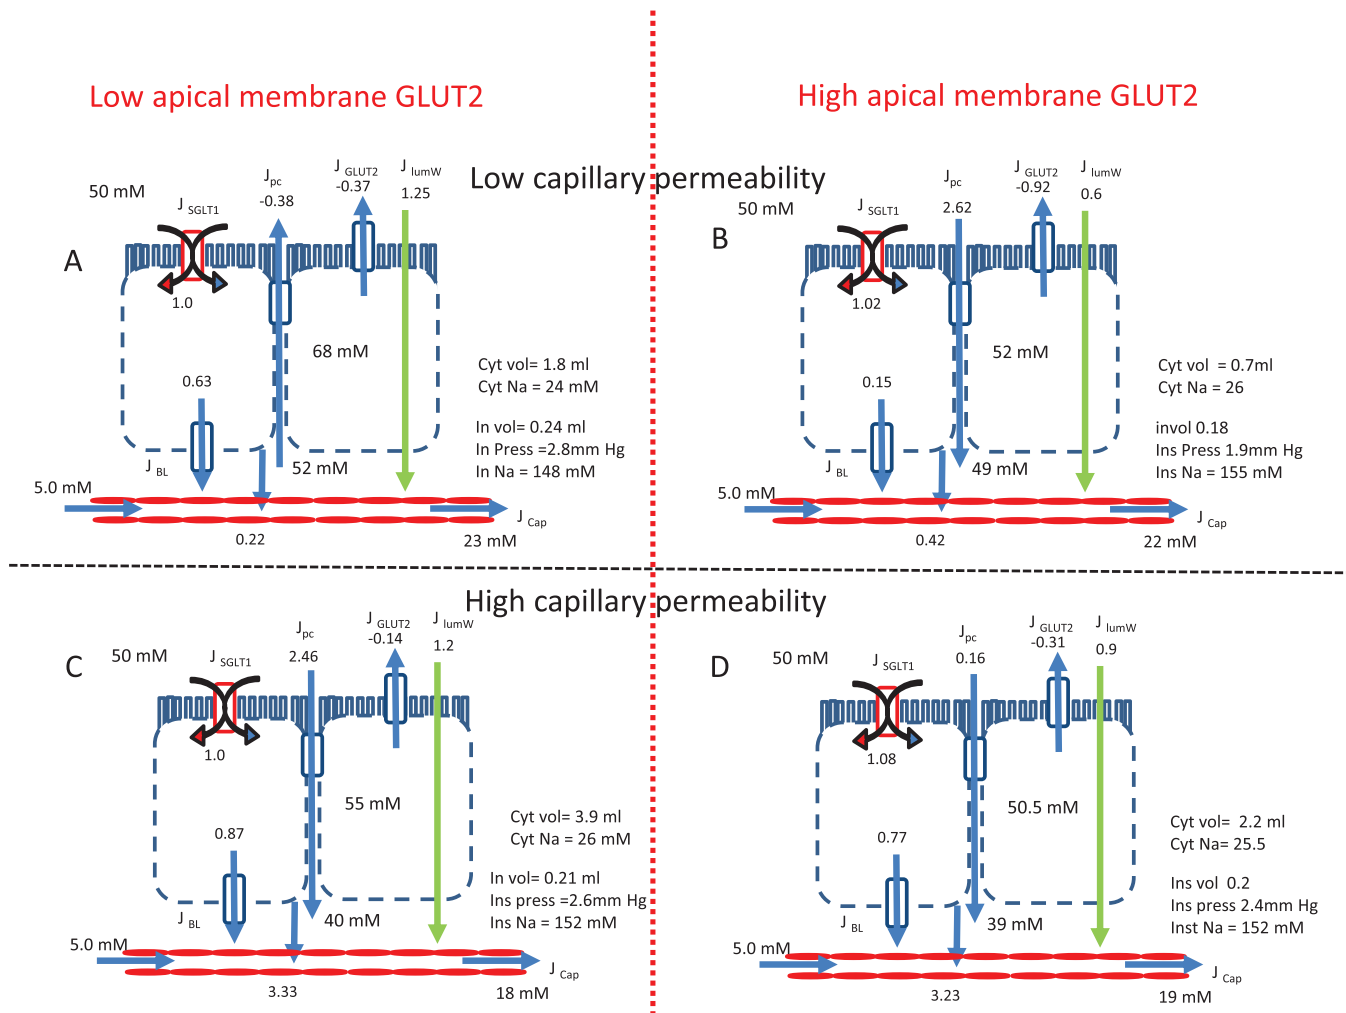 Low apical membrane GLUT2
High apical membrane GLUT2
Low capillary permeability
A
50 mM
J SGLT1
1.0
J pc
-0.38
J GLUT2
-0.37
J lumW
1.25
68 mM
0.63
J BL
52 mM
Cyt vol= 1.8 ml
Cyt Na = 24 mM
In vol= 0.24 ml
In Press =2.8mm Hg
In Na = 148 mM
5.0 mM
J Cap
0.22
23 mM
B
50 mM
J SGLT1
1.02
J pc
2.62
J GLUT2
-0.92
J lumW
0.6
52 mM
0.15
J BL
49 mM
Cyt vol = 0.7ml
Cyt Na = 26
invol 0.18
Ins Press 1.9mm Hg
Ins Na = 155 mM
5.0 mM
J Cap
0.42
22 mM
High capillary permeability
C
50 mM
J SGLT1
1.0
J pc
2.46
J GLUT2
-0.14
J lumW
1.2
55 mM
0.87
J BL
40 mM
Cyt vol= 3.9 ml
Cyt Na = 26 mM
In vol= 0.21 ml
Ins press =2.6mm Hg
Ins Na = 152 mM
5.0 mM
J Cap
3.33
18 mM
D
50 mM
J SGLT1
1.08
J pc
0.16
J GLUT2
-0.31
J lumW
0.9
50.5 mM
0.77
J BL
39 mM
Cyt vol= 2.2 ml
Cyt Na= 25.5
Ins vol 0.2
Ins press 2.4mm Hg
Inst Na = 152 mM
5.0 mM
J Cap
3.23
19 mM